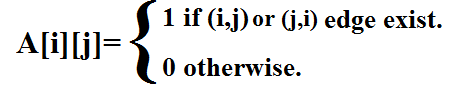 1 if (i,j) or (j,i) edge exist.
A[i][j]=
0 otherwise.